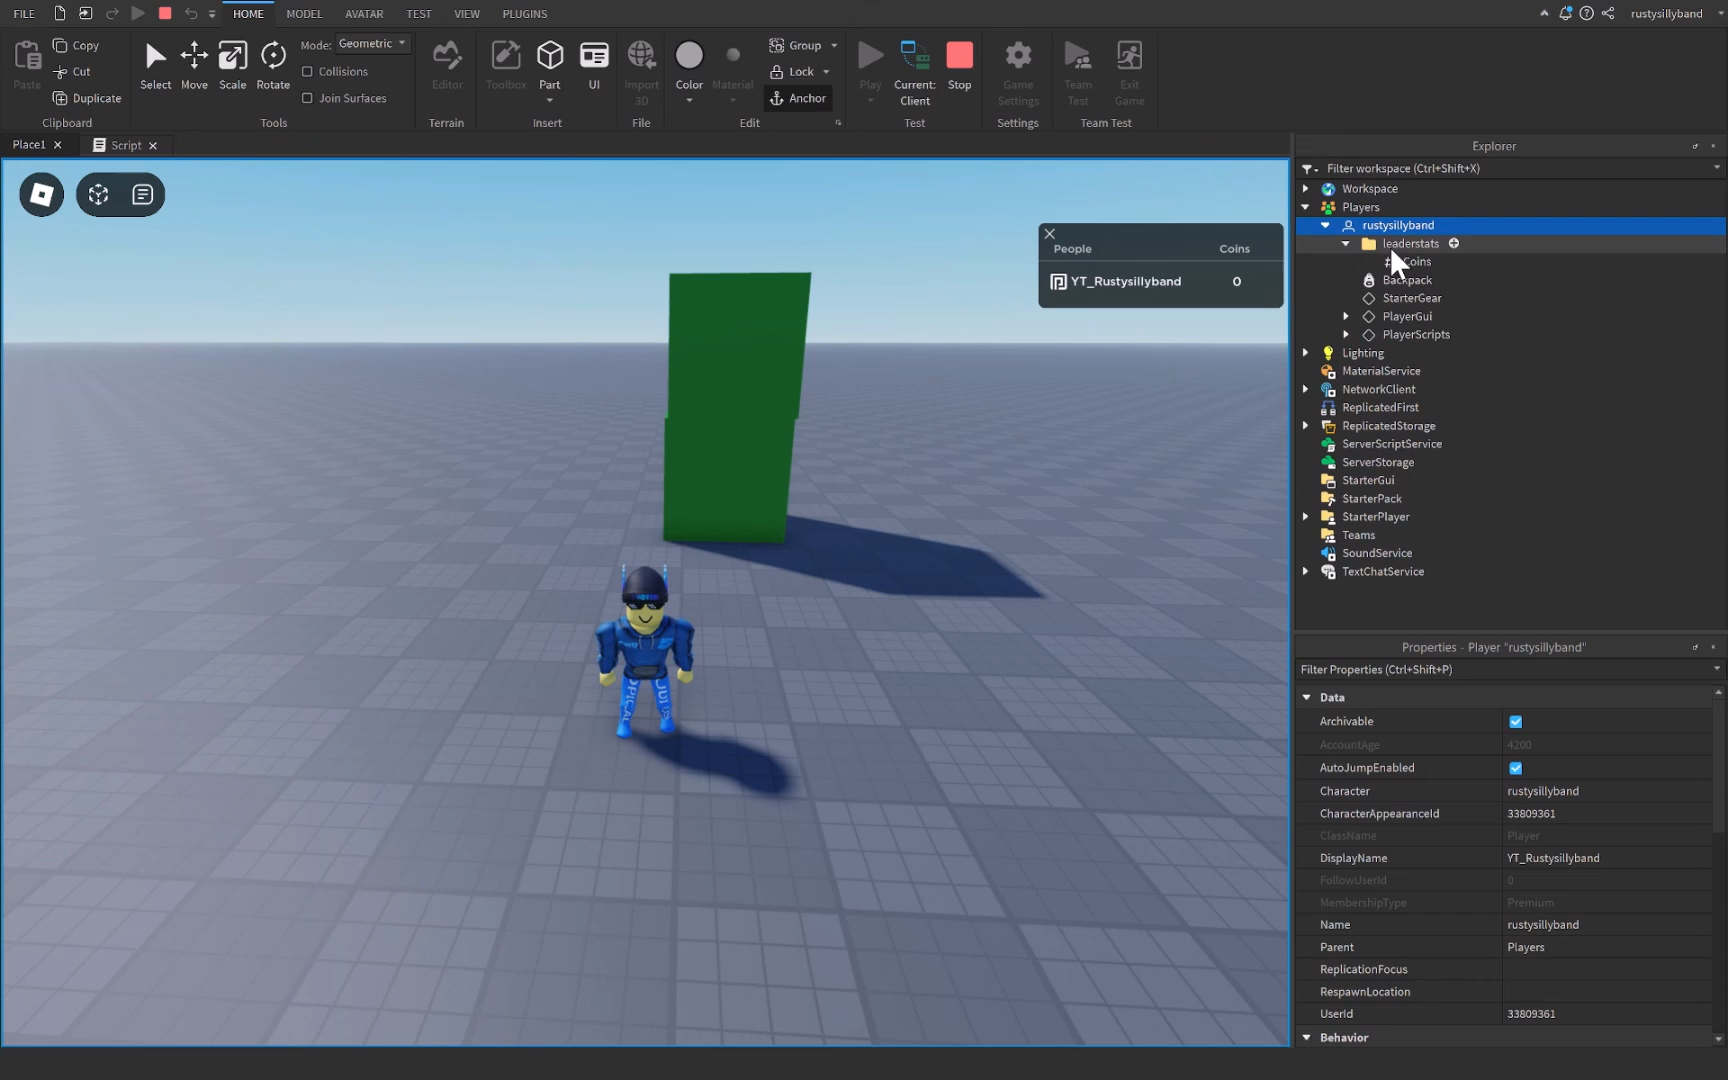 FILE HOME MODEL AVATAR TEST VIEW PLUGINS rustysillyband
Paste Copy Cut Duplicate Clipboard
Select Move Scale Rotate Mode: Geometric Collisions Join Surfaces Tools
Editor Terrain
Toolbox Part UI Insert
Import 3D File
Color Material Group Lock Anchor Edit
Play Current: Client Stop Test
Game Settings Settings
Team Test Exit Game Team Test
Place1 Script
People Coins
YT_Rustysillyband 0
Explorer
Filter workspace (Ctrl+Shift+X)
Workspace
Players
rustysillyband
leaderstats
Coins
Backpack
StarterGear
PlayerGui
PlayerScripts
Lighting
MaterialService
NetworkClient
ReplicatedFirst
ReplicatedStorage
ServerScriptService
ServerStorage
StarterGui
StarterPack
StarterPlayer
Teams
SoundService
TextChatService
Properties - Player "rustysillyband"
Filter Properties (Ctrl+Shift+P)
Data
Archivable
AccountAge 4200
AutoJumpEnabled
Character rustysillyband
CharacterAppearanceId 33809361
ClassName Player
DisplayName YT_Rustysillyband
FollowUserId 0
MembershipType Premium
Name rustysillyband
Parent Players
ReplicationFocus
RespawnLocation
UserId 33809361
Behavior